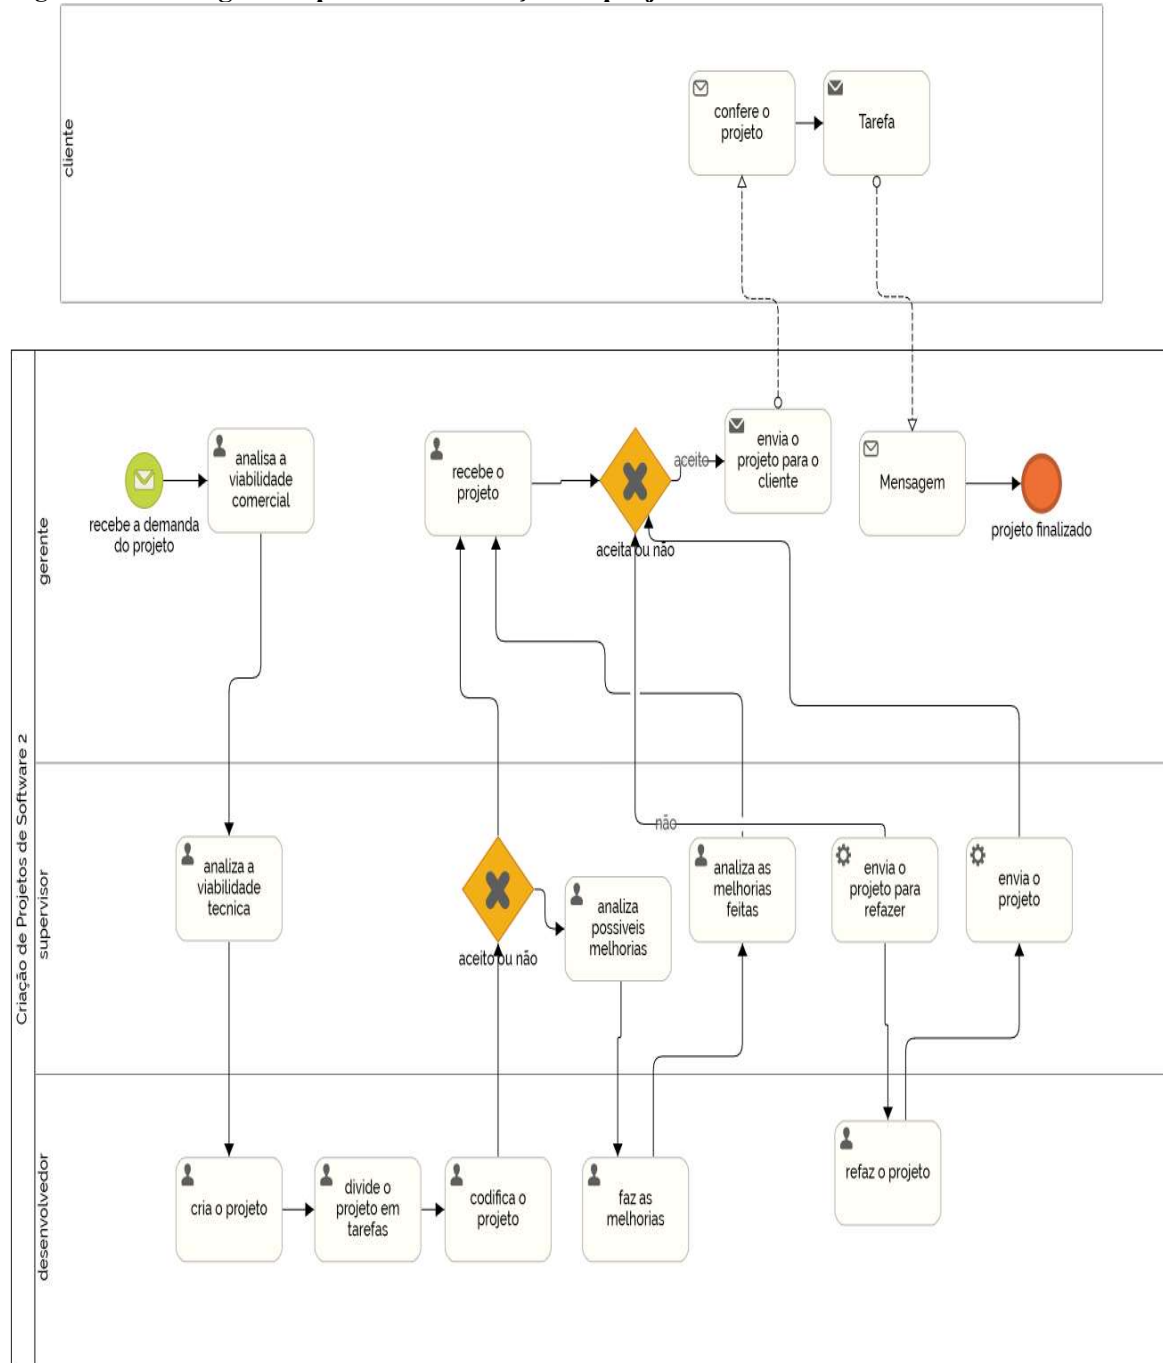 cliente
confere o
projeto
Tarefa
Criação de Projetos de Software 2
gerente
recebe a demanda
do projeto
analisa a
viabilidade
comercial
recebe o
projeto
aceita ou não
aceito
envia o
projeto para o
cliente
Mensagem
projeto finalizado
supervisor
analiza a
viabilidade
tecnica
aceito ou não
analiza
possiveis
melhorias
analiza as
melhorias
feitas
não
envia o
projeto para
refazer
envia o
projeto
desenvolvedor
cria o projeto
divide o
projeto em
tarefas
codifica o
projeto
faz as
melhorias
refaz o projeto